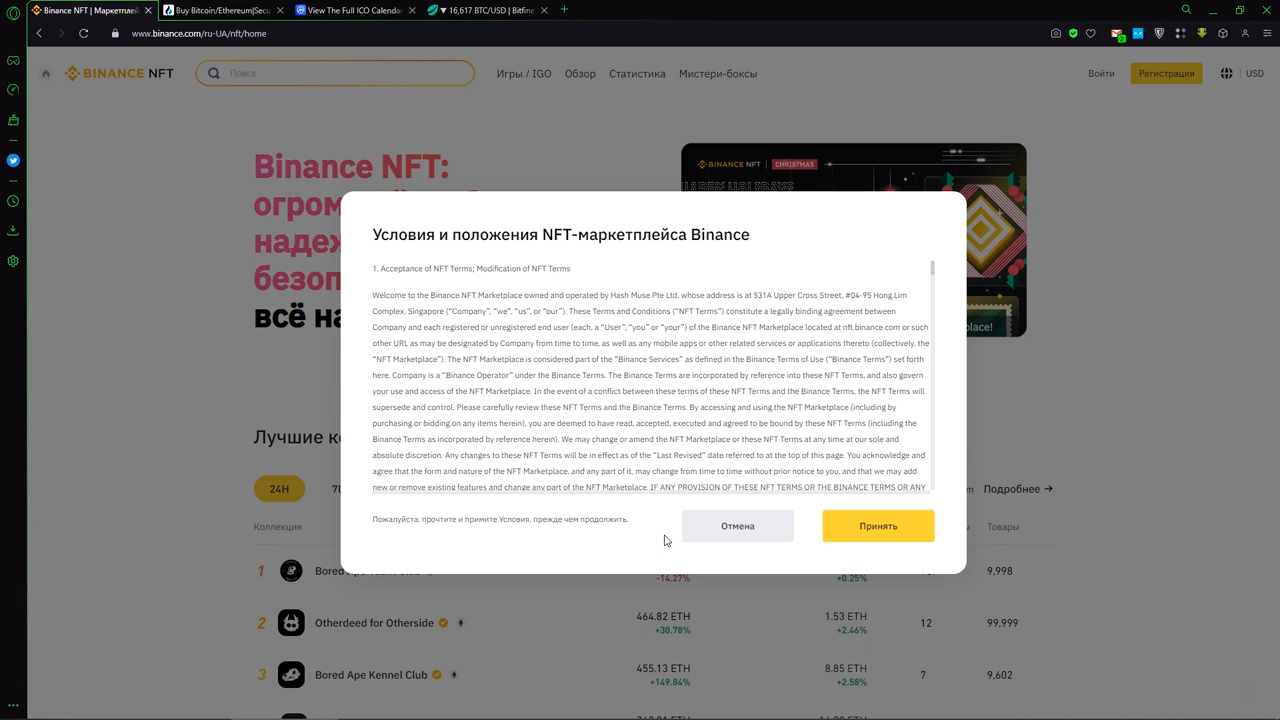 Binance NFT | Маркетплей
Buy Bitcoin/Ethereum|Secu
View The Full ICO Calenda
▼ 16,617 BTC/USD | Bitfine
www.binance.com/ru-UA/nft/home
BINANCE NFT
Поиск
Игры / IGO
Обзор
Статистика
Мистери-боксы
Войти
Регистрация
USD
Binance NFT:
огром
надеж
безоп
всё на
BINANCE NFT
CHRISTMAS
place!
Условия и положения NFT-маркетплейса Binance
1. Acceptance of NFT Terms; Modification of NFT Terms
Welcome to the Binance NFT Marketplace owned and operated by Hash Muse Pte Ltd, whose address is at 531A Upper Cross Street, #04-95 Hong Lim
Complex, Singapore (“Company”, “we”, “us”, or “our”). These Terms and Conditions (“NFT Terms”) constitute a legally binding agreement between
Company and each registered or unregistered end user (each, a “User”, “you” or “your”) of the Binance NFT Marketplace located at nft.binance.com or such
other URL as may be designated by Company from time to time, as well as any mobile apps or other related services or applications thereto (collectively, the
“NFT Marketplace”). The NFT Marketplace is considered part of the “Binance Services” as defined in the Binance Terms of Use (“Binance Terms”) set forth
here. Company is a “Binance Operator” under the Binance Terms. The Binance Terms are incorporated by reference into these NFT Terms, and also govern
your use and access of the NFT Marketplace. In the event of a conflict between these terms of these NFT Terms and the Binance Terms, the NFT Terms will
supersede and control. Please carefully review these NFT Terms and the Binance Terms. By accessing and using the NFT Marketplace (including by
purchasing or bidding on any items herein), you are deemed to have read, accepted, executed and agreed to be bound by these NFT Terms (including the
Binance Terms as incorporated by reference herein). We may change or amend the NFT Marketplace or these NFT Terms at any time at our sole and
absolute discretion. Any changes to these NFT Terms will be in effect as of the “Last Revised” date referred to at the top of this page. You acknowledge and
agree that the form and nature of the NFT Marketplace, and any part of it, may change from time to time without prior notice to you, and that we may add
new or remove existing features and change any part of the NFT Marketplace. IF ANY PROVISION OF THESE NFT TERMS OR THE BINANCE TERMS OR ANY
Пожалуйста, прочтите и примите Условия, прежде чем продолжить.
Отмена
Принять
Лучшие к
24H
Подробнее →
Коллекция
Товары
1
-14.27%
+0.25%
9,998
2
Otherdeed for Otherside
464.82 ETH
+30.78%
1.53 ETH
+2.46%
12
99,999
3
Bored Ape Kennel Club
455.13 ETH
+149.84%
8.85 ETH
+2.58%
7
9,602